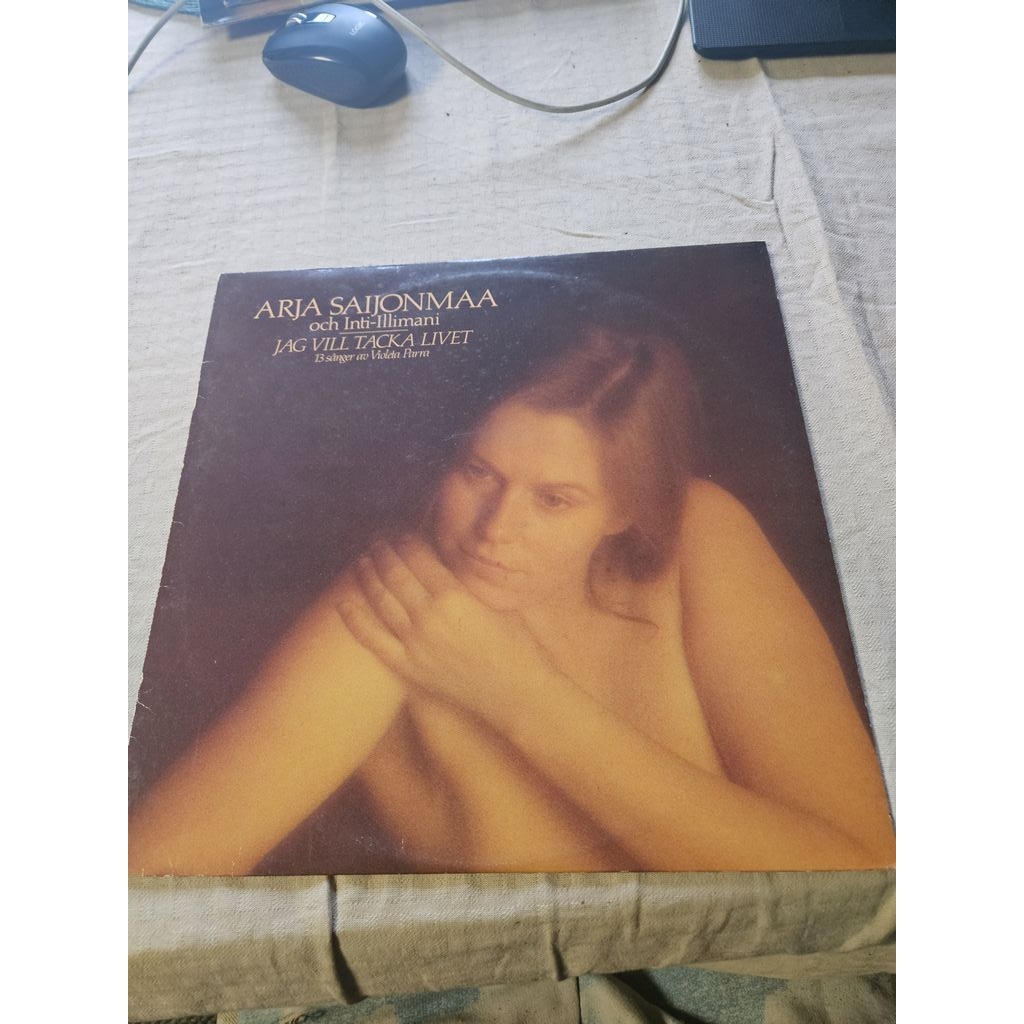 ARJA SAIJONMAA
och Inti-Illimani
JAG VILL TACKA LIVET
13 sånger av Violeta Parra